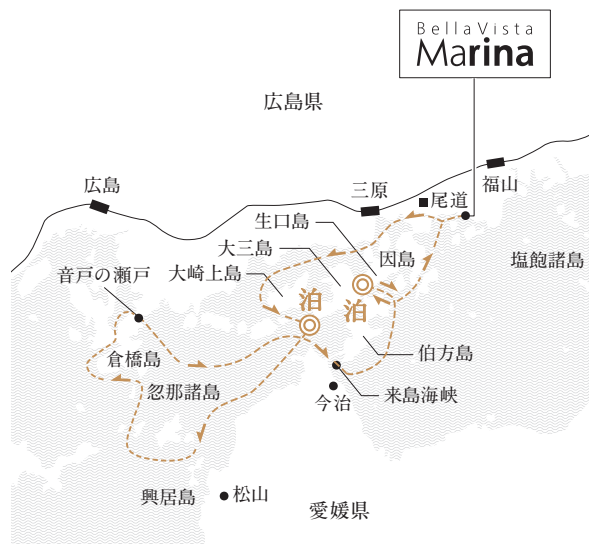 BellaVista
Marina
広島県
広島
三原
福山
尾道
生口島
大三島
因島
塩飽諸島
音戸の瀬戸
大崎上島
泊
泊
倉橋島
伯方島
忽那諸島
来島海峡
今治
興居島
松山
愛媛県